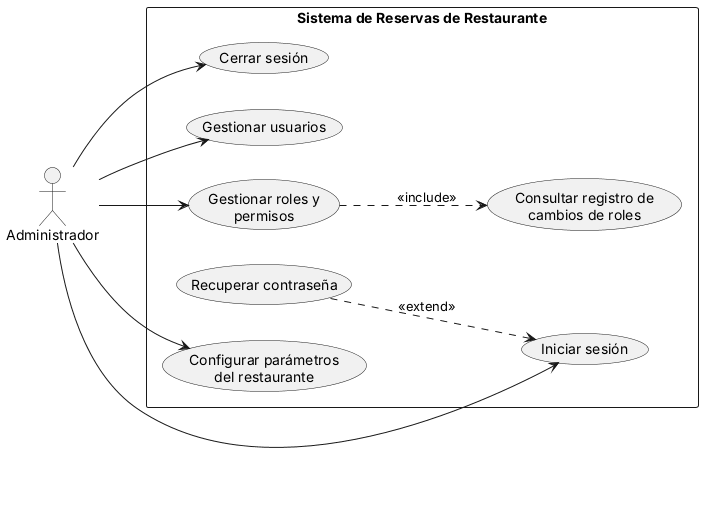 Sistema de Reservas de Restaurante
Cerrar sesión
Gestionar usuarios
Gestionar roles y
permisos
«include»
Consultar registro de
cambios de roles
Administrador
Recuperar contraseña
«extend»
Iniciar sesión
Configurar parámetros
del restaurante